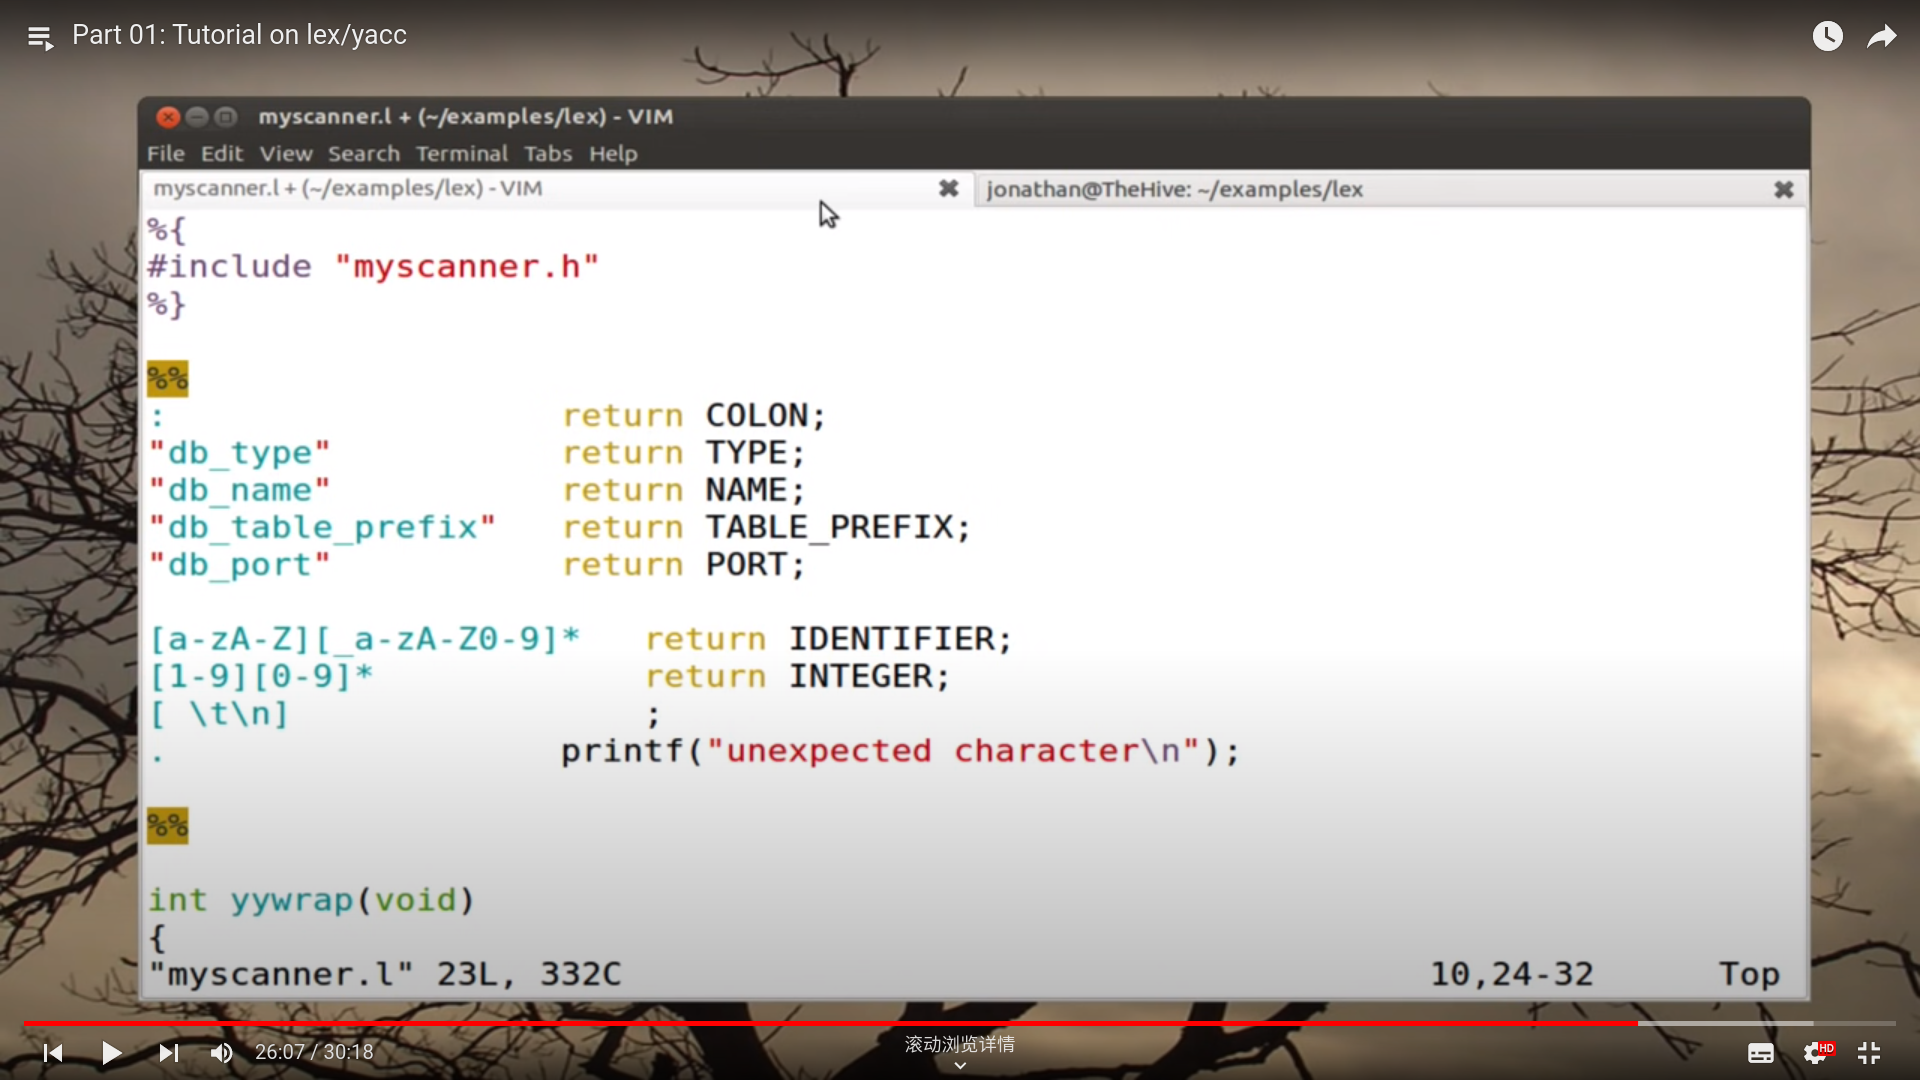 Part 01: Tutorial on lex/yacc
myscanner.l + (~/examples/lex) - VIM
File Edit View Search Terminal Tabs Help
myscanner.l + (~/examples/lex) - VIM
jonathan@TheHive: ~/examples/lex
%{
#include "myscanner.h"
%}
%%
: return COLON;
"db_type" return TYPE;
"db_name" return NAME;
"db_table_prefix" return TABLE_PREFIX;
"db_port" return PORT;
[a-zA-Z][_a-zA-Z0-9]* return IDENTIFIER;
[1-9][0-9]* return INTEGER;
[ \t\n] ;
. printf("unexpected character\n");
%%
int yywrap(void)
{
"myscanner.l" 23L, 332C 10,24-32 Top
26:07 / 30:18
滚动浏览详情
HD